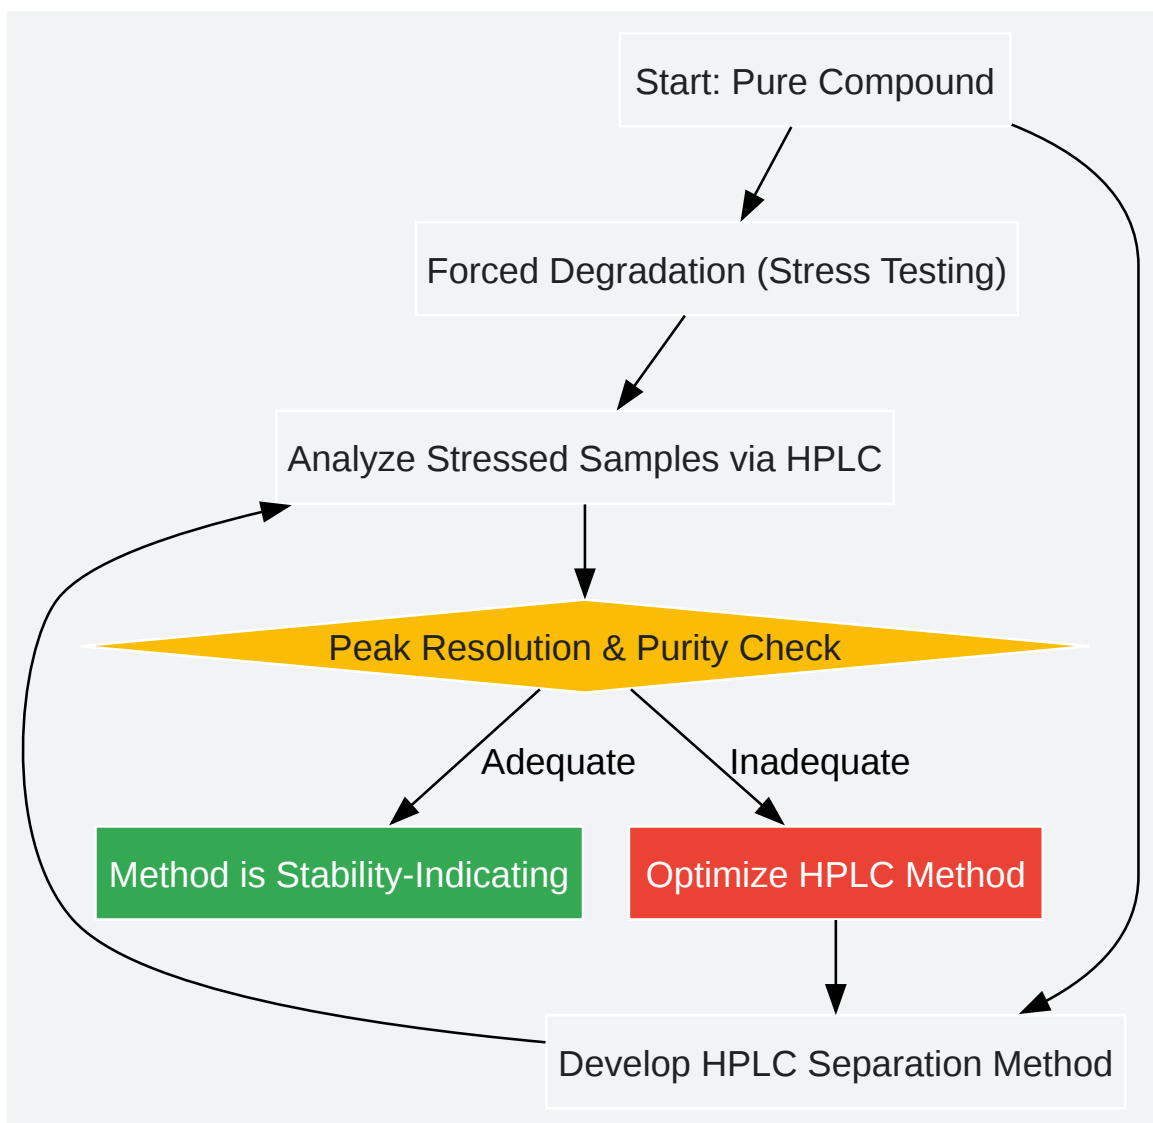 Start: Pure Compound
Forced Degradation (Stress Testing)
Analyze Stressed Samples via HPLC
Peak Resolution & Purity Check
Adequate
Inadequate
Method is Stability-Indicating
Optimize HPLC Method
Develop HPLC Separation Method